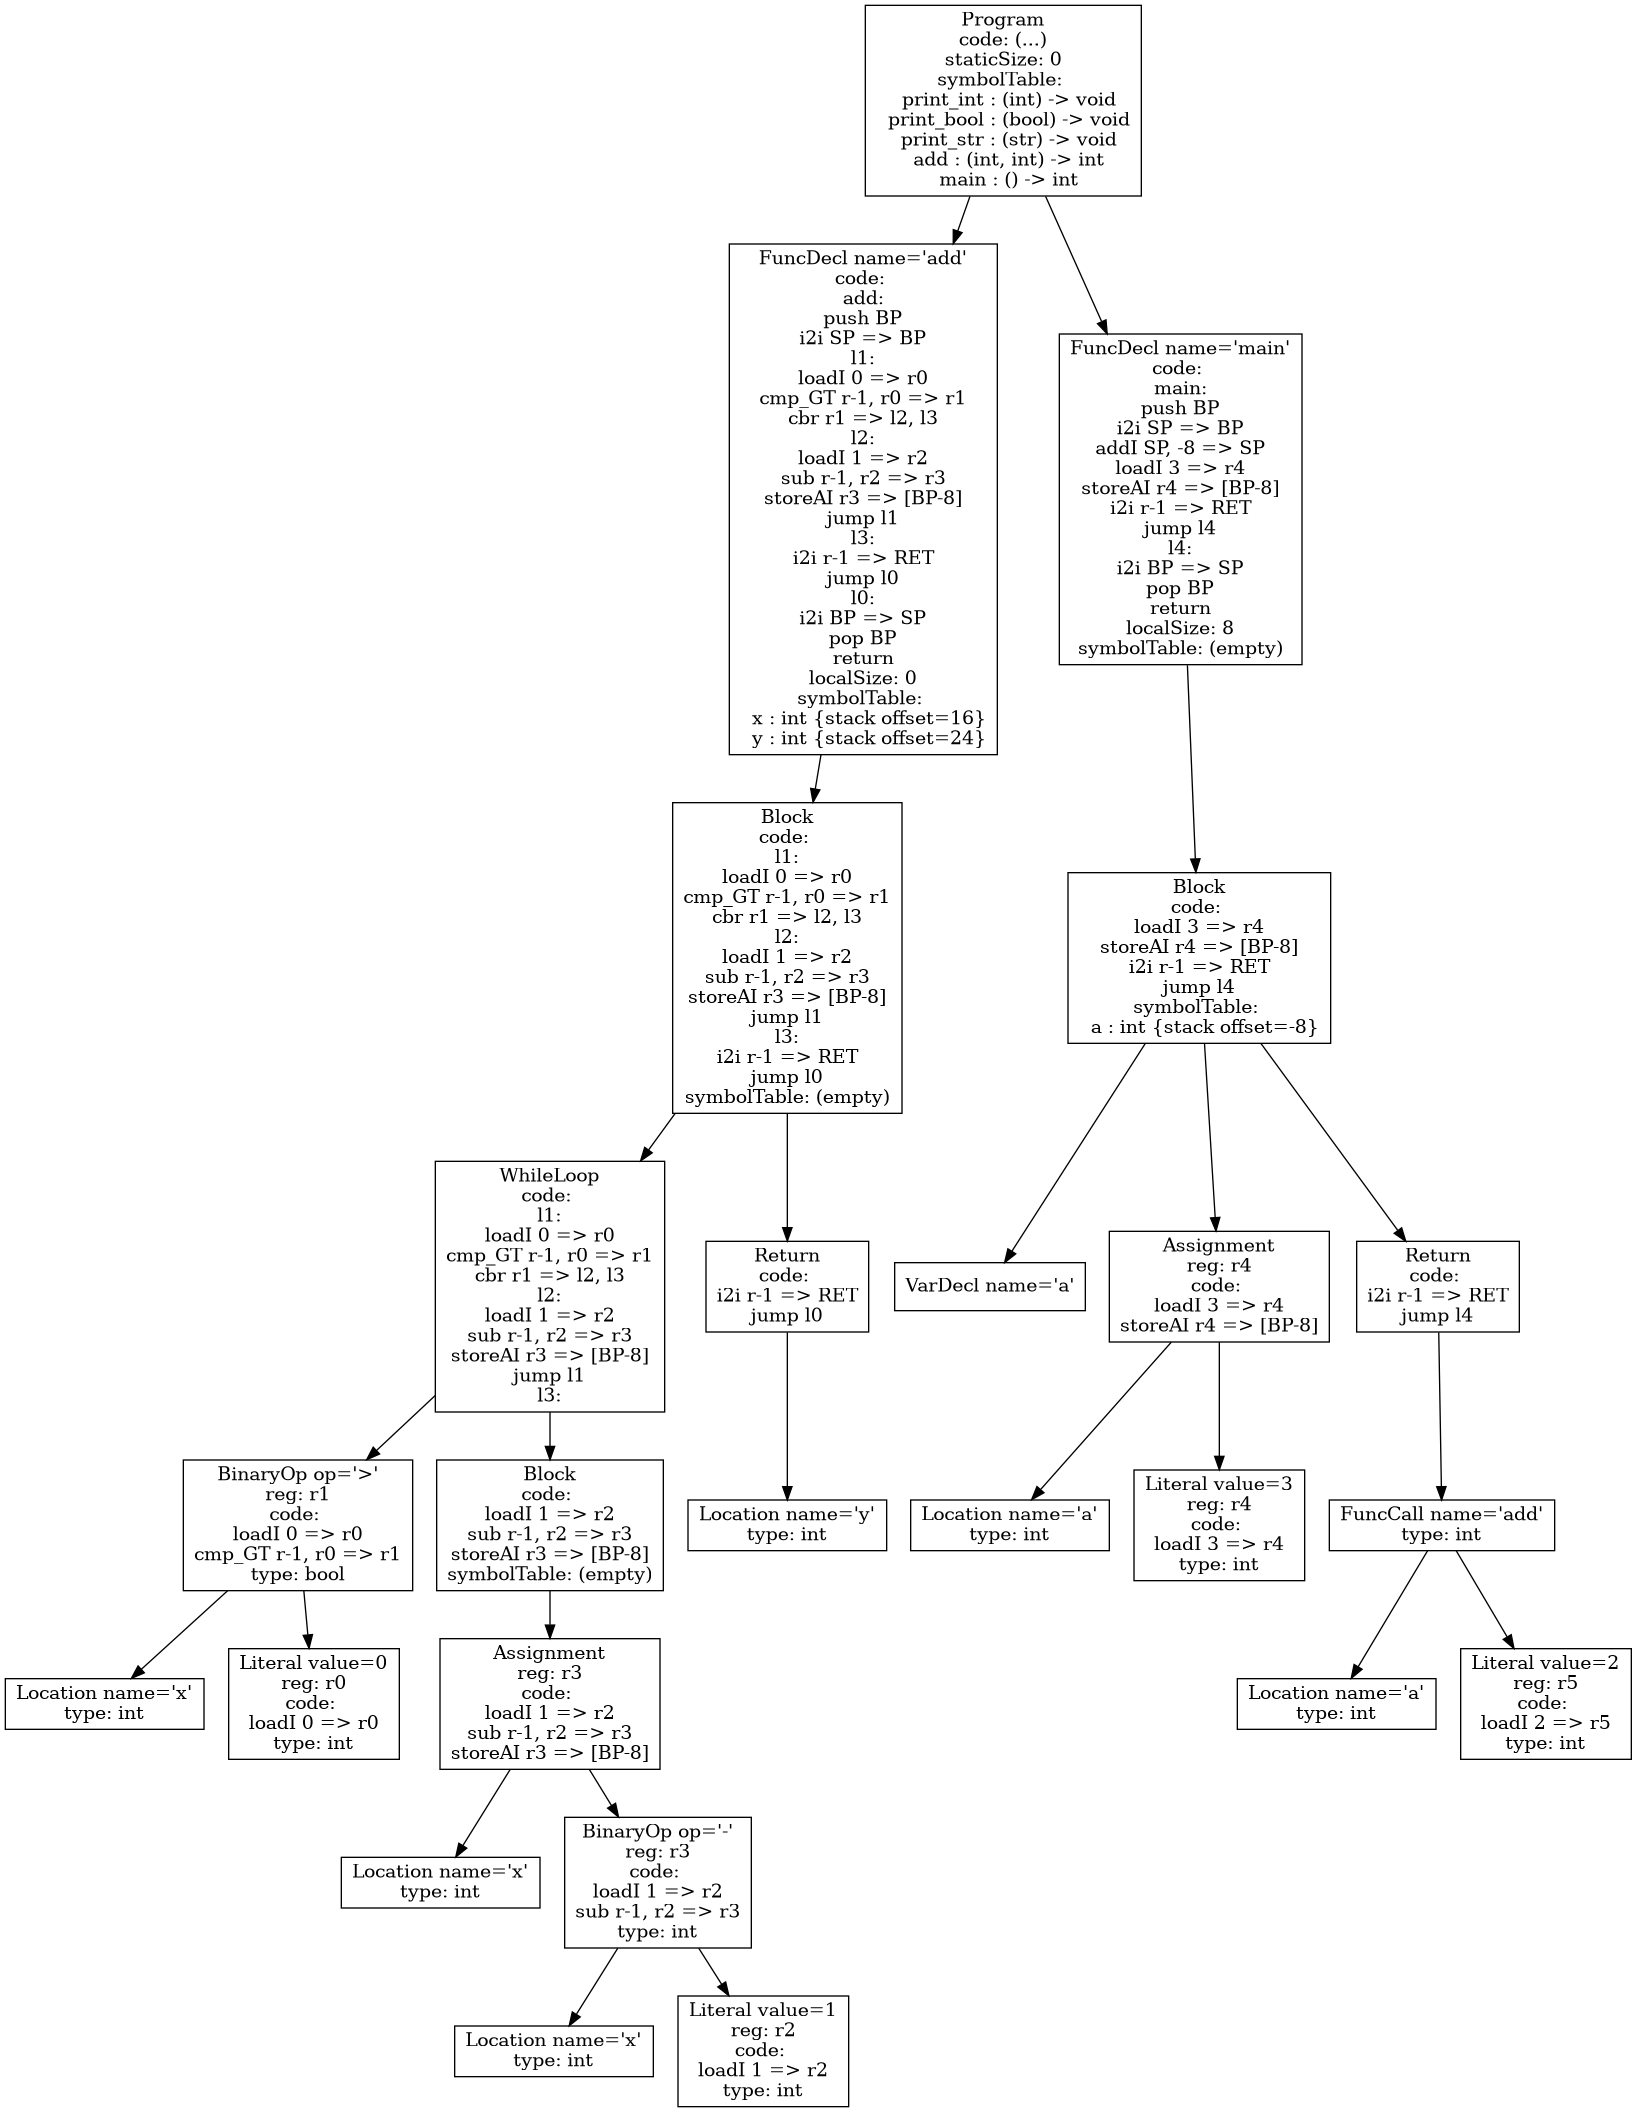 Program
code: (...)
staticSize: 0
symbolTable:
print_int : (int) -> void
print_bool : (bool) -> void
print_str : (str) -> void
add : (int, int) -> int
main : () -> int
FuncDecl name='add'
code:
add:
push BP
i2i SP => BP
l1:
loadI 0 => r0
cmp_GT r-1, r0 => r1
cbr r1 => l2, l3
l2:
loadI 1 => r2
sub r-1, r2 => r3
storeAI r3 => [BP-8]
jump l1
l3:
i2i r-1 => RET
jump l0
l0:
i2i BP => SP
pop BP
return
localSize: 0
symbolTable:
x : int {stack offset=16}
y : int {stack offset=24}
FuncDecl name='main'
code:
main:
push BP
i2i SP => BP
addI SP, -8 => SP
loadI 3 => r4
storeAI r4 => [BP-8]
i2i r-1 => RET
jump l4
l4:
i2i BP => SP
pop BP
return
localSize: 8
symbolTable: (empty)
Block
code:
l1:
loadI 0 => r0
cmp_GT r-1, r0 => r1
cbr r1 => l2, l3
l2:
loadI 1 => r2
sub r-1, r2 => r3
storeAI r3 => [BP-8]
jump l1
l3:
i2i r-1 => RET
jump l0
symbolTable: (empty)
Block
code:
loadI 3 => r4
storeAI r4 => [BP-8]
i2i r-1 => RET
jump l4
symbolTable:
a : int {stack offset=-8}
WhileLoop
code:
l1:
loadI 0 => r0
cmp_GT r-1, r0 => r1
cbr r1 => l2, l3
l2:
loadI 1 => r2
sub r-1, r2 => r3
storeAI r3 => [BP-8]
jump l1
l3:
Return
code:
i2i r-1 => RET
jump l0
VarDecl name='a'
Assignment
reg: r4
code:
loadI 3 => r4
storeAI r4 => [BP-8]
Return
code:
i2i r-1 => RET
jump l4
BinaryOp op='>'
reg: r1
code:
loadI 0 => r0
cmp_GT r-1, r0 => r1
type: bool
Block
code:
loadI 1 => r2
sub r-1, r2 => r3
storeAI r3 => [BP-8]
symbolTable: (empty)
Location name='y'
type: int
Location name='a'
type: int
Literal value=3
reg: r4
code:
loadI 3 => r4
type: int
FuncCall name='add'
type: int
Location name='x'
type: int
Literal value=0
reg: r0
code:
loadI 0 => r0
type: int
Assignment
reg: r3
code:
loadI 1 => r2
sub r-1, r2 => r3
storeAI r3 => [BP-8]
Location name='a'
type: int
Literal value=2
reg: r5
code:
loadI 2 => r5
type: int
Location name='x'
type: int
BinaryOp op='-'
reg: r3
code:
loadI 1 => r2
sub r-1, r2 => r3
type: int
Location name='x'
type: int
Literal value=1
reg: r2
code:
loadI 1 => r2
type: int